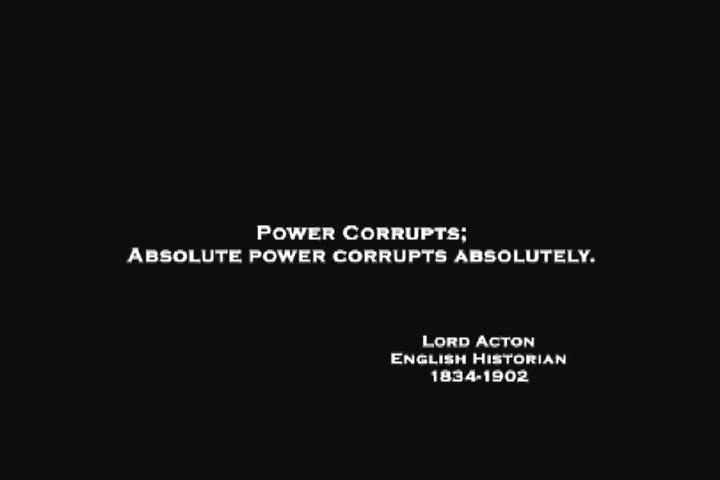 Power Corrupts;
Absolute power corrupts absolutely.
Lord Acton
English Historian
1834-1902